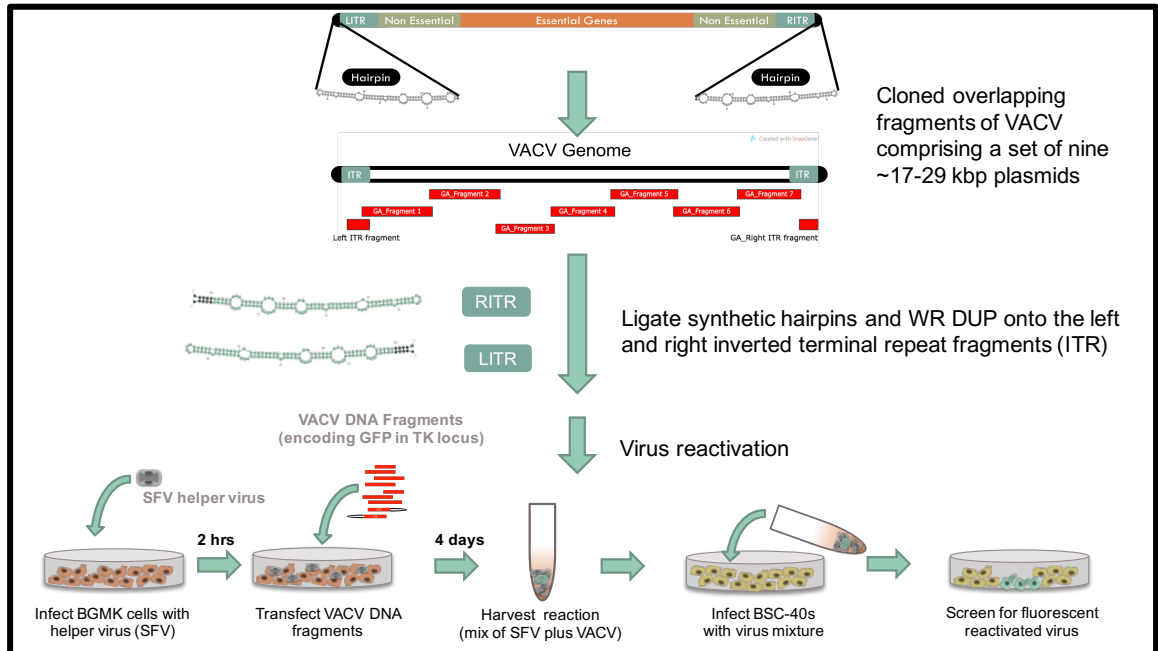 LITR Non Essential Essential Genes Non Essential RITR
Hairpin
Hairpin
Cloned overlapping
fragments of VACV
comprising a set of nine
~17-29 kbp plasmids
Created with SnapGene
VACV Genome
ITR
ITR
GA_Fragment 2
GA_Fragment 5
GA_Fragment 7
GA_Fragment 1
GA_Fragment 4
GA_Fragment 6
GA_Fragment 3
Left ITR fragment
GA_Right ITR fragment
RITR
LITR
Ligate synthetic hairpins and WR DUP onto the left
and right inverted terminal repeat fragments (ITR)
VACV DNA Fragments
(encoding GFP in TK locus)
Virus reactivation
SFV helper virus
2 hrs
4 days
Infect BGMK cells with
helper virus (SFV)
Transfect VACV DNA
fragments
Harvest reaction
(mix of SFV plus VACV)
Infect BSC-40s
with virus mixture
Screen for fluorescent
reactivated virus